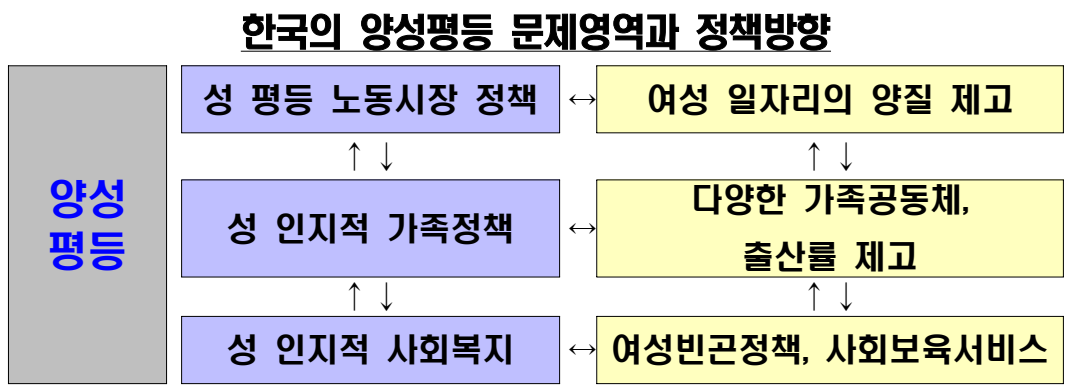 한국의 양성평등 문제영역과 정책방향
양성
평등
성 평등 노동시장 정책 ↔ 여성 일자리의 양질 제고
↑ ↓ ↑ ↓
성 인지적 가족정책 ↔ 다양한 가족공동체,
출산률 제고
↑ ↓ ↑ ↓
성 인지적 사회복지 ↔ 여성빈곤정책, 사회보육서비스